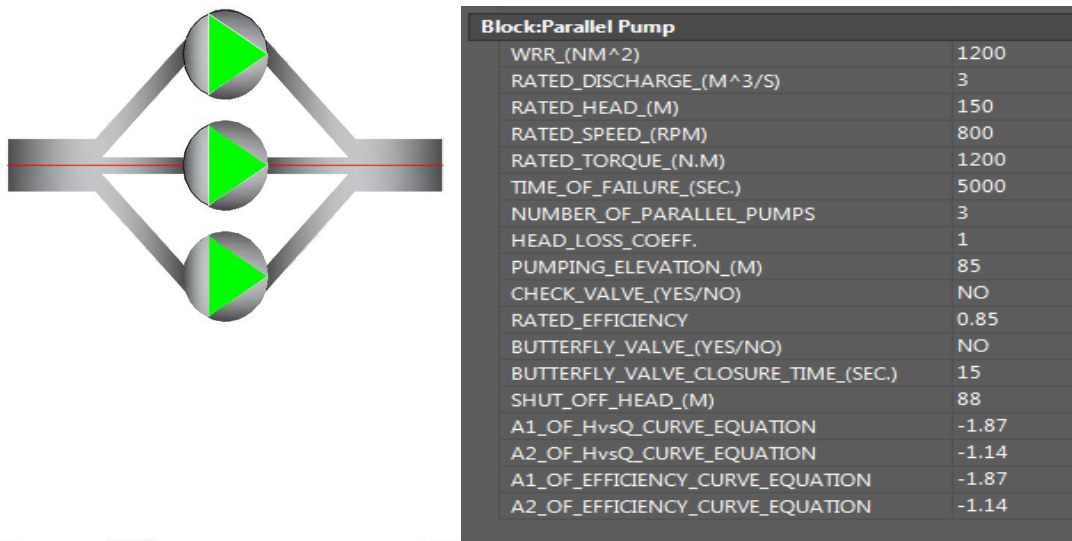 Block:Parallel Pump
WRR_(NM^2) 1200
RATED_DISCHARGE_(M^3/S) 3
RATED_HEAD_(M) 150
RATED_SPEED_(RPM) 800
RATED_TORQUE_(N.M) 1200
TIME_OF_FAILURE_(SEC.) 5000
NUMBER_OF_PARALLEL_PUMPS 3
HEAD_LOSS_COEFF. 1
PUMPING_ELEVATION_(M) 85
CHECK_VALVE_(YES/NO) NO
RATED_EFFICIENCY 0.85
BUTTERFLY_VALVE_(YES/NO) NO
BUTTERFLY_VALVE_CLOSURE_TIME_(SEC.) 15
SHUT_OFF_HEAD_(M) 88
A1_OF_HvsQ_CURVE_EQUATION -1.87
A2_OF_HvsQ_CURVE_EQUATION -1.14
A1_OF_EFFICIENCY_CURVE_EQUATION -1.87
A2_OF_EFFICIENCY_CURVE_EQUATION -1.14